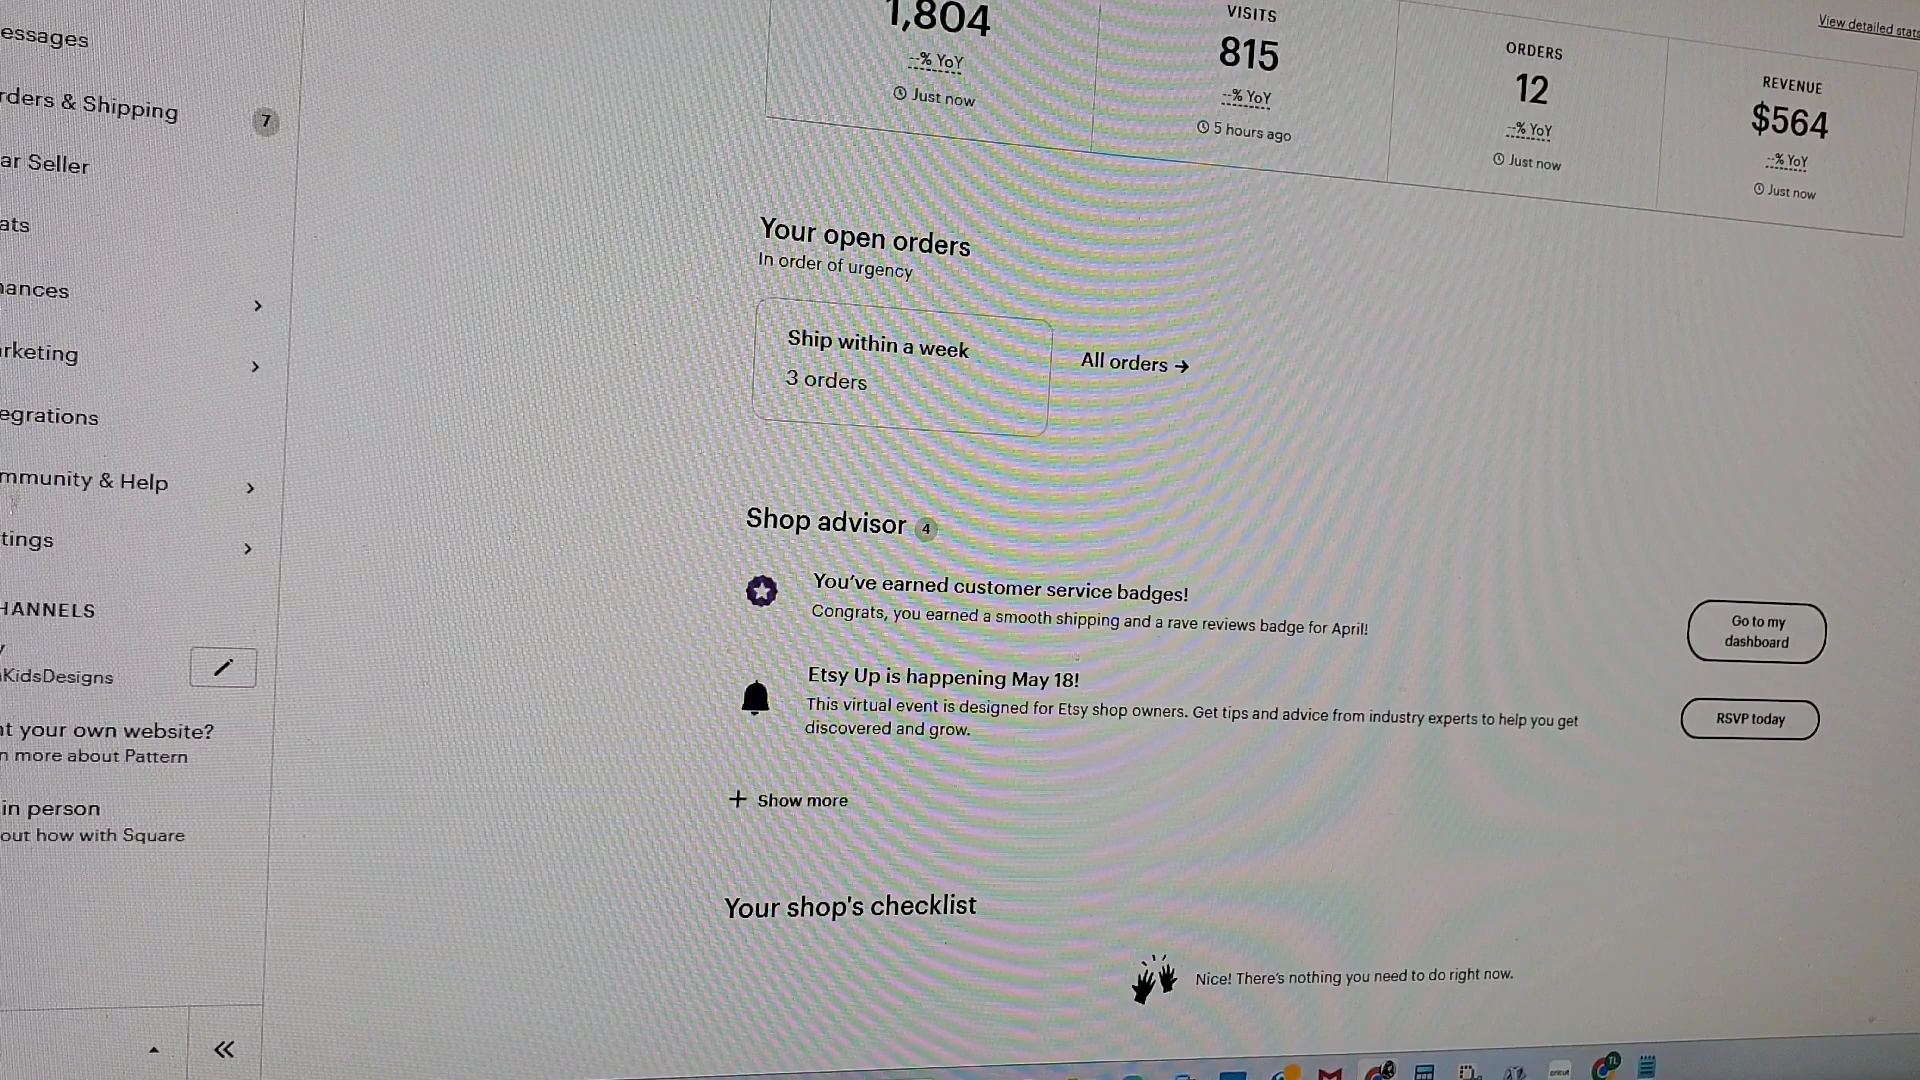 essages
rders & Shipping 7
ar Seller
ats
nances
arketing
egrations
mmunity & Help
tings
HANNELS
KidsDesigns
nt your own website?
n more about Pattern
in person
out how with Square
View detailed stats
1,804
--% YoY
Just now
VISITS
815
--% YoY
5 hours ago
ORDERS
12
--% YoY
Just now
REVENUE
$564
--% YoY
Just now
Your open orders
In order of urgency
Ship within a week
3 orders
All orders →
Shop advisor 4
You've earned customer service badges!
Congrats, you earned a smooth shipping and a rave reviews badge for April!
Go to my
dashboard
Etsy Up is happening May 18!
This virtual event is designed for Etsy shop owners. Get tips and advice from industry experts to help you get
discovered and grow.
RSVP today
+ Show more
Your shop's checklist
Nice! There's nothing you need to do right now.
cricut
TL